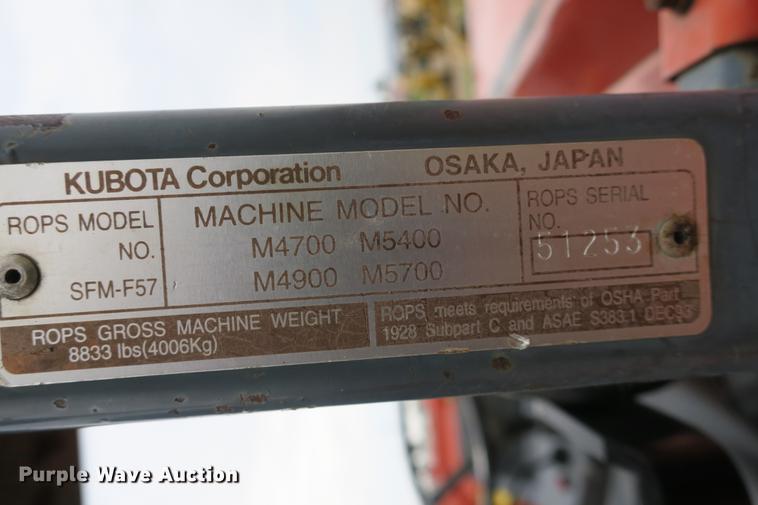 KUBOTA Corporation OSAKA, JAPAN
ROPS MODEL NO.
SFM-F57
MACHINE MODEL NO.
M4700 M5400
M4900 M5700
ROPS SERIAL NO.
51253
ROPS GROSS MACHINE WEIGHT
8833 lbs(4006Kg)
ROPS meets requirements of OSHA Part
1928 Subpart C and ASAE S383.1 DEC93
Purple Wave Auction